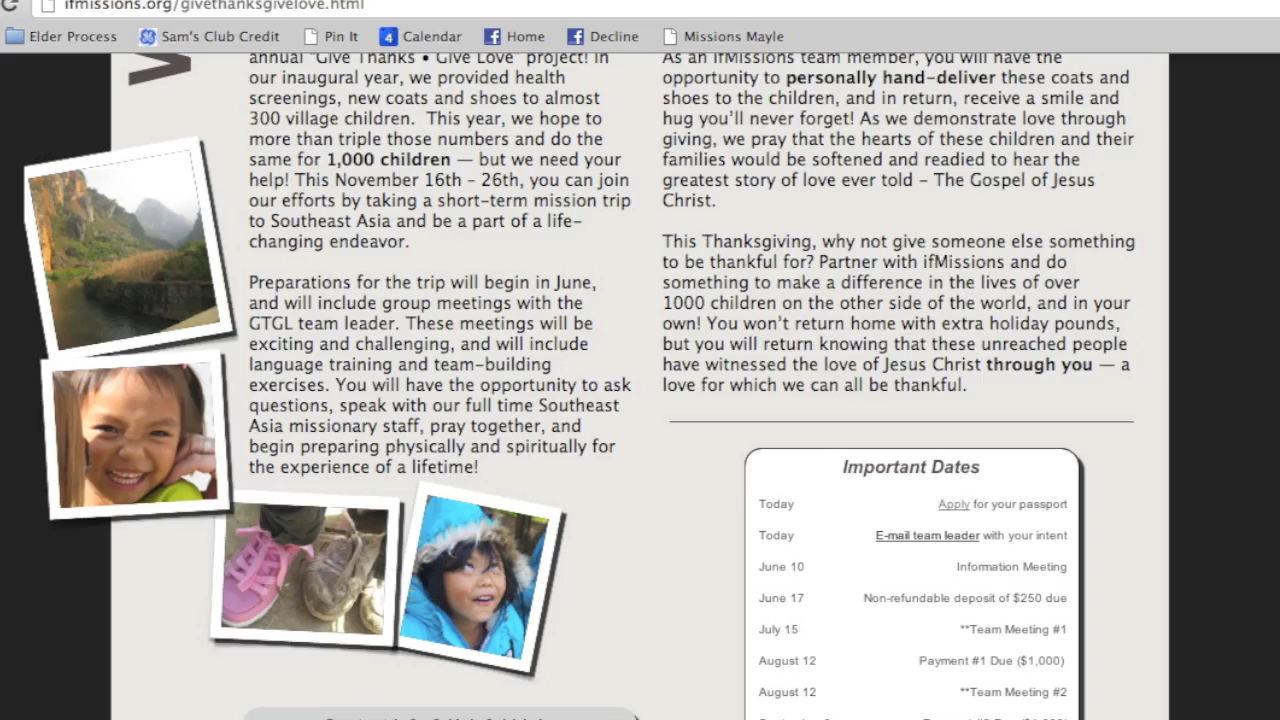 ifmissions.org/givethanksgivelove.html
Elder Process Sam's Club Credit Pin It Calendar Home Decline Missions Mayle
annual "Give Thanks • Give Love" project! In
our inaugural year, we provided health
screenings, new coats and shoes to almost
300 village children. This year, we hope to
more than triple those numbers and do the
same for 1,000 children — but we need your
help! This November 16th - 26th, you can join
our efforts by taking a short-term mission trip
to Southeast Asia and be a part of a life-
changing endeavor.
Preparations for the trip will begin in June,
and will include group meetings with the
GTGL team leader. These meetings will be
exciting and challenging, and will include
language training and team-building
exercises. You will have the opportunity to ask
questions, speak with our full time Southeast
Asia missionary staff, pray together, and
begin preparing physically and spiritually for
the experience of a lifetime!
As an ifMissions team member, you will have the
opportunity to personally hand-deliver these coats and
shoes to the children, and in return, receive a smile and
hug you'll never forget! As we demonstrate love through
giving, we pray that the hearts of these children and their
families would be softened and readied to hear the
greatest story of love ever told - The Gospel of Jesus
Christ.
This Thanksgiving, why not give someone else something
to be thankful for? Partner with ifMissions and do
something to make a difference in the lives of over
1000 children on the other side of the world, and in your
own! You won't return home with extra holiday pounds,
but you will return knowing that these unreached people
have witnessed the love of Jesus Christ through you — a
love for which we can all be thankful.
Important Dates
Today Apply for your passport
Today E-mail team leader with your intent
June 10 Information Meeting
June 17 Non-refundable deposit of $250 due
July 15 **Team Meeting #1
August 12 Payment #1 Due ($1,000)
August 12 **Team Meeting #2